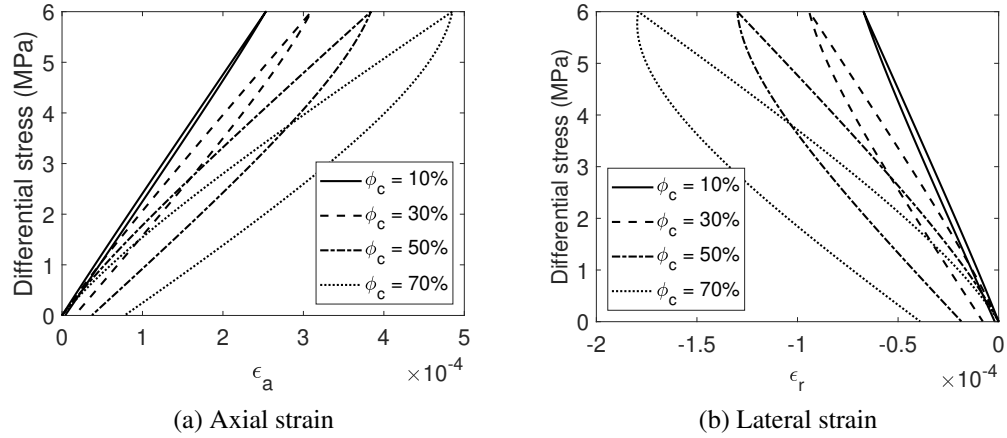 6
5
4
3
2
1
0
Differential stress (MPa)
0 1 2 3 4 5
ϵa
×10-4
ϕc = 10%
ϕc = 30%
ϕc = 50%
ϕc = 70%
(a) Axial strain
6
5
4
3
2
1
0
Differential stress (MPa)
-2 -1.5 -1 -0.5 0
ϵr
×10-4
ϕc = 10%
ϕc = 30%
ϕc = 50%
ϕc = 70%
(b) Lateral strain